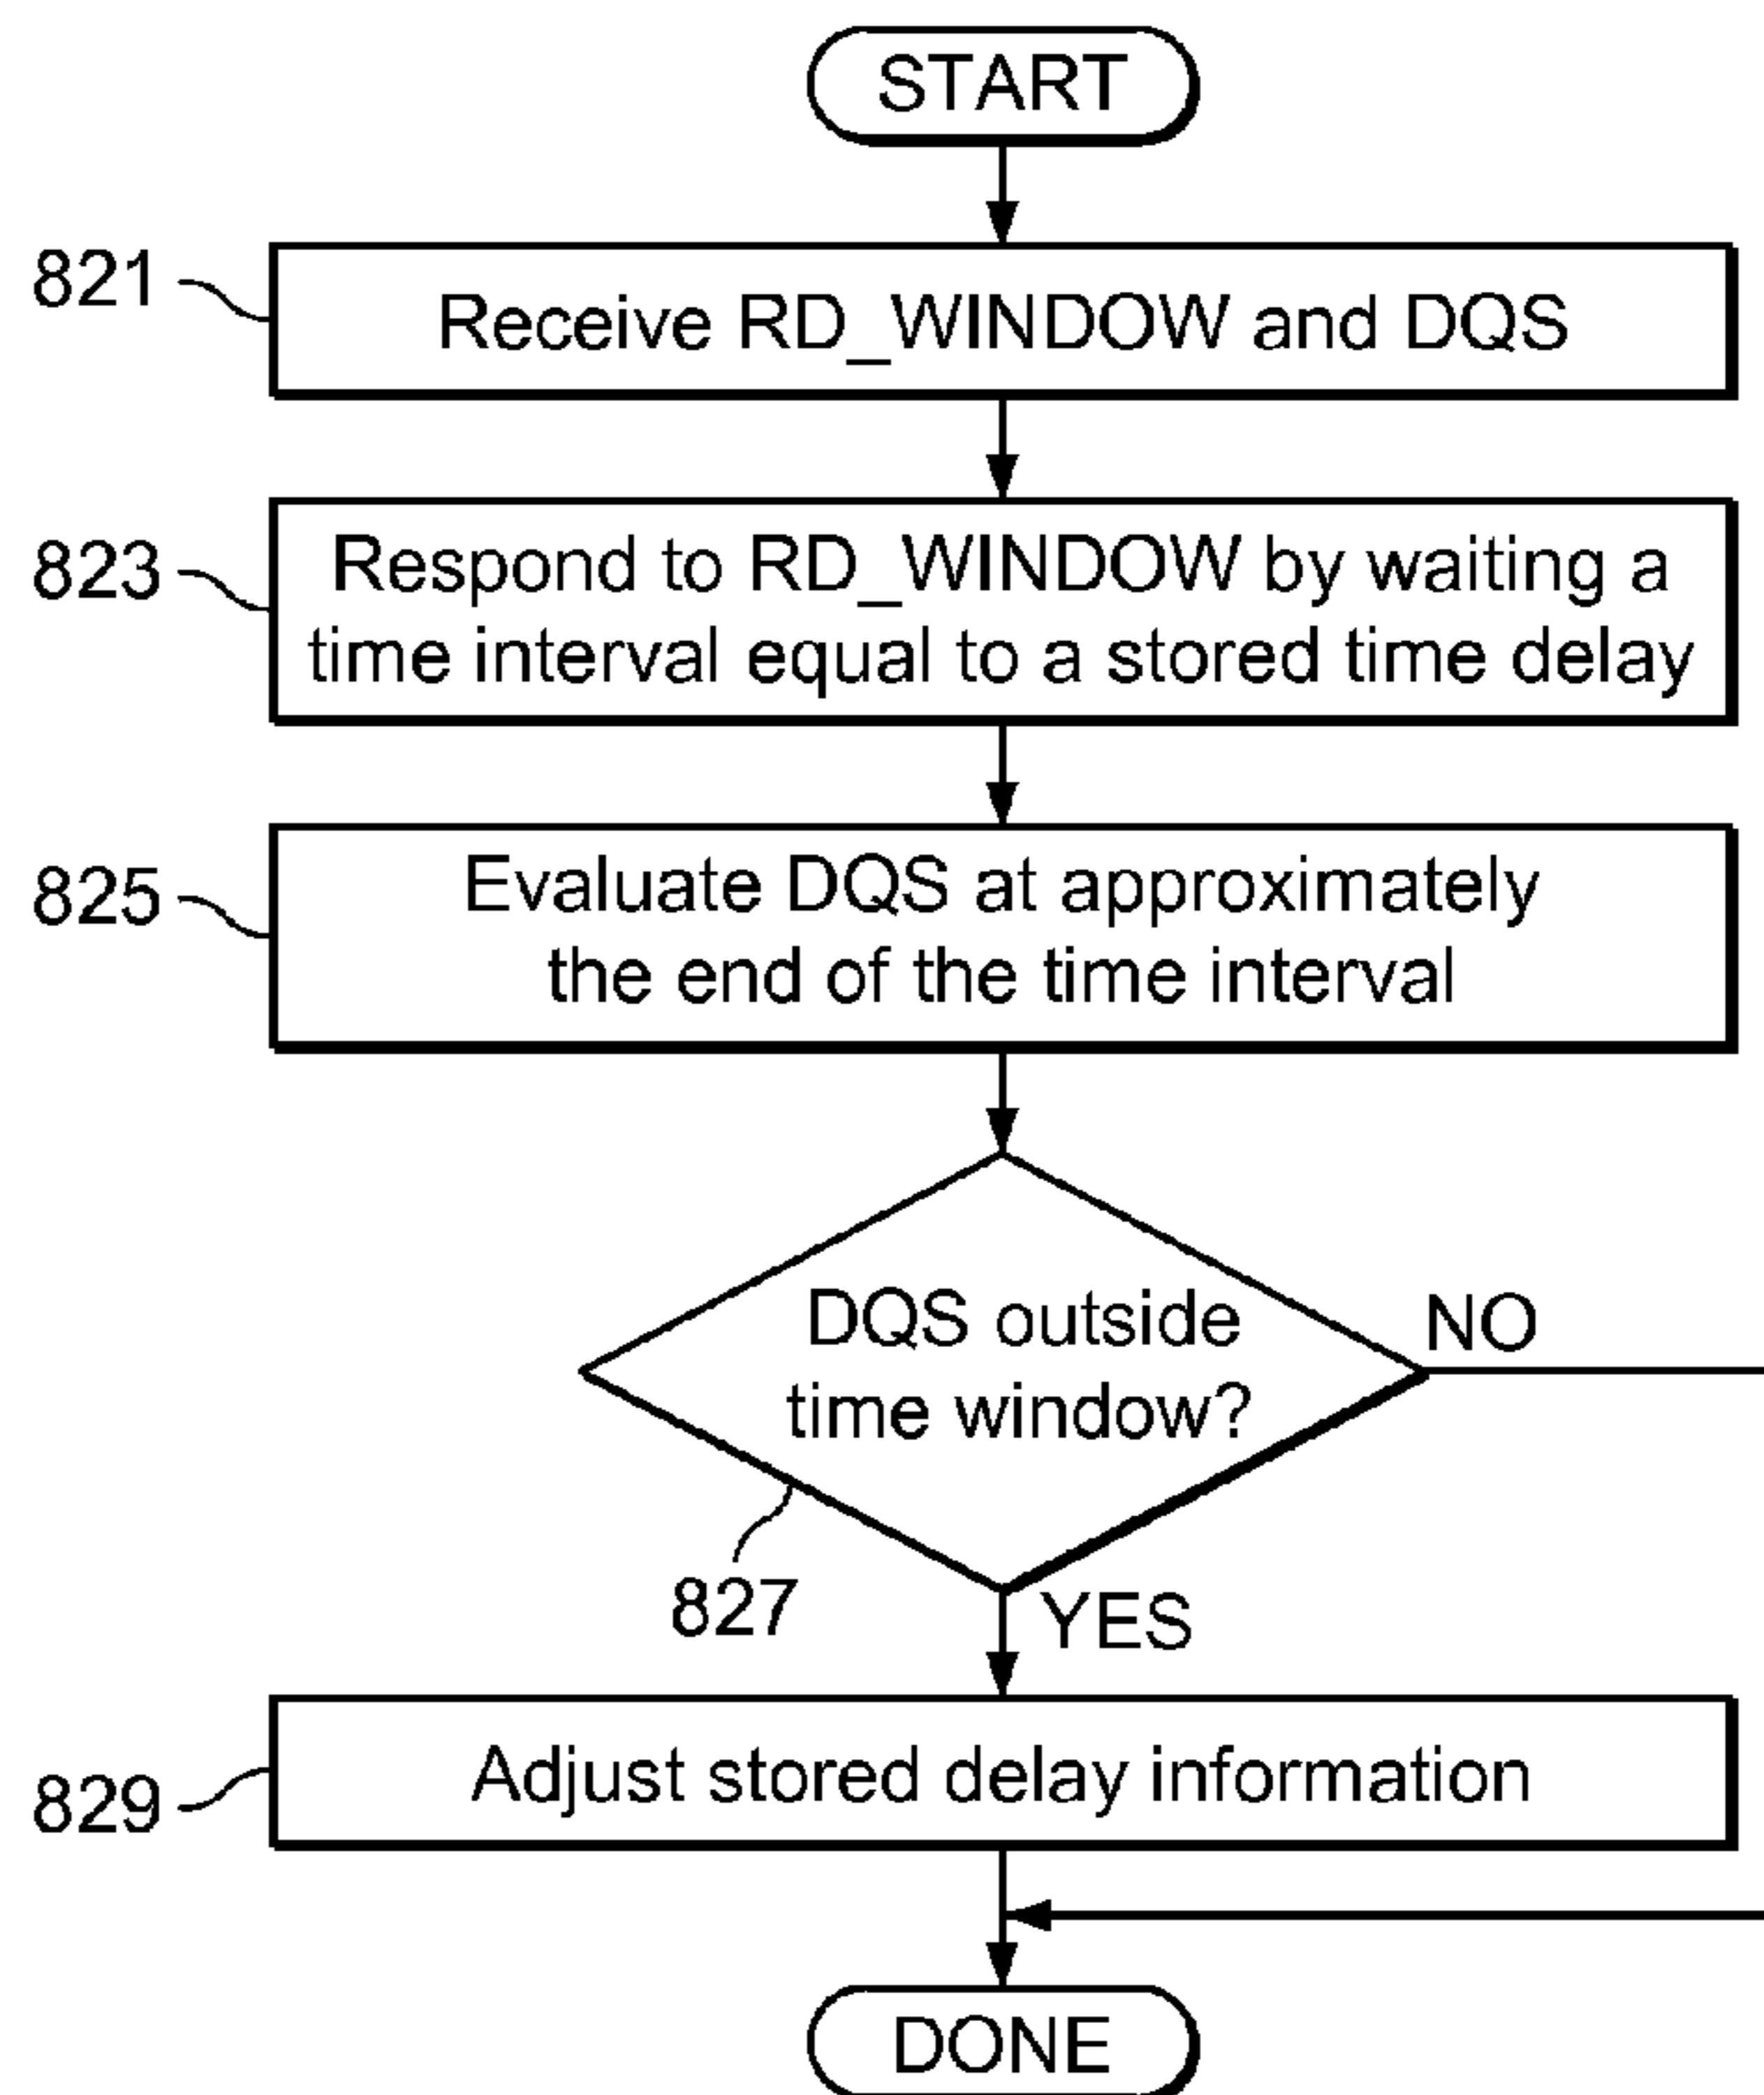 START
821
Receive RD_WINDOW and DQS
823
Respond to RD_WINDOW by waiting a
time interval equal to a stored time delay
825
Evaluate DQS at approximately
the end of the time interval
DQS outside
time window?
NO
827
YES
829
Adjust stored delay information
DONE